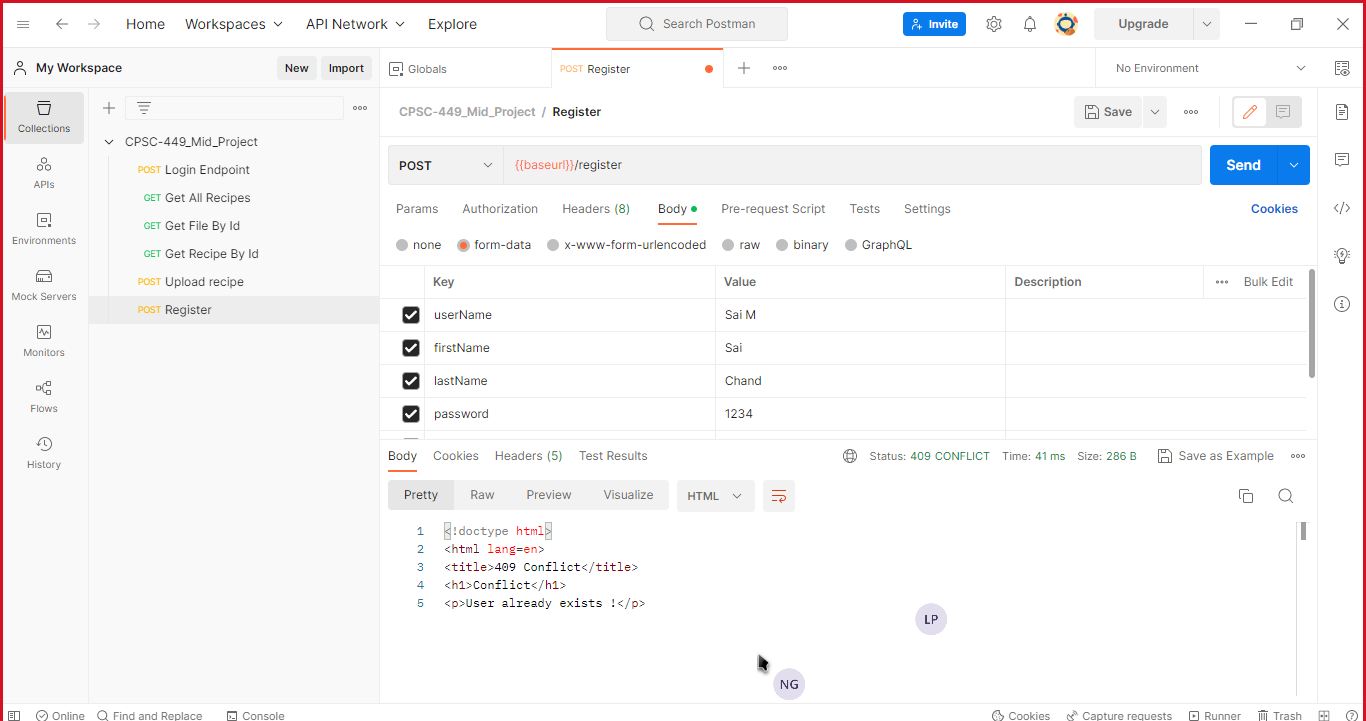 Home Workspaces API Network Explore Search Postman Invite Upgrade
My Workspace New Import Globals POST Register No Environment
Collections
APIs
Environments
Mock Servers
Monitors
Flows
History
CPSC-449_Mid_Project
POST Login Endpoint
GET Get All Recipes
GET Get File By Id
GET Get Recipe By Id
POST Upload recipe
POST Register
CPSC-449_Mid_Project / Register Save
POST {{baseurl}}/register Send
Params Authorization Headers (8) Body Pre-request Script Tests Settings Cookies
none form-data x-www-form-urlencoded raw binary GraphQL
Key Value Description Bulk Edit
userName Sai M
firstName Sai
lastName Chand
password 1234
Body Cookies Headers (5) Test Results Status: 409 CONFLICT Time: 41 ms Size: 286 B Save as Example
Pretty Raw Preview Visualize HTML
1 <!doctype html>
2 <html lang=en>
3 <title>409 Conflict</title>
4 <h1>Conflict</h1>
5 <p>User already exists !</p>
LP
NG
Online Find and Replace Console Cookies Capture requests Runner Trash